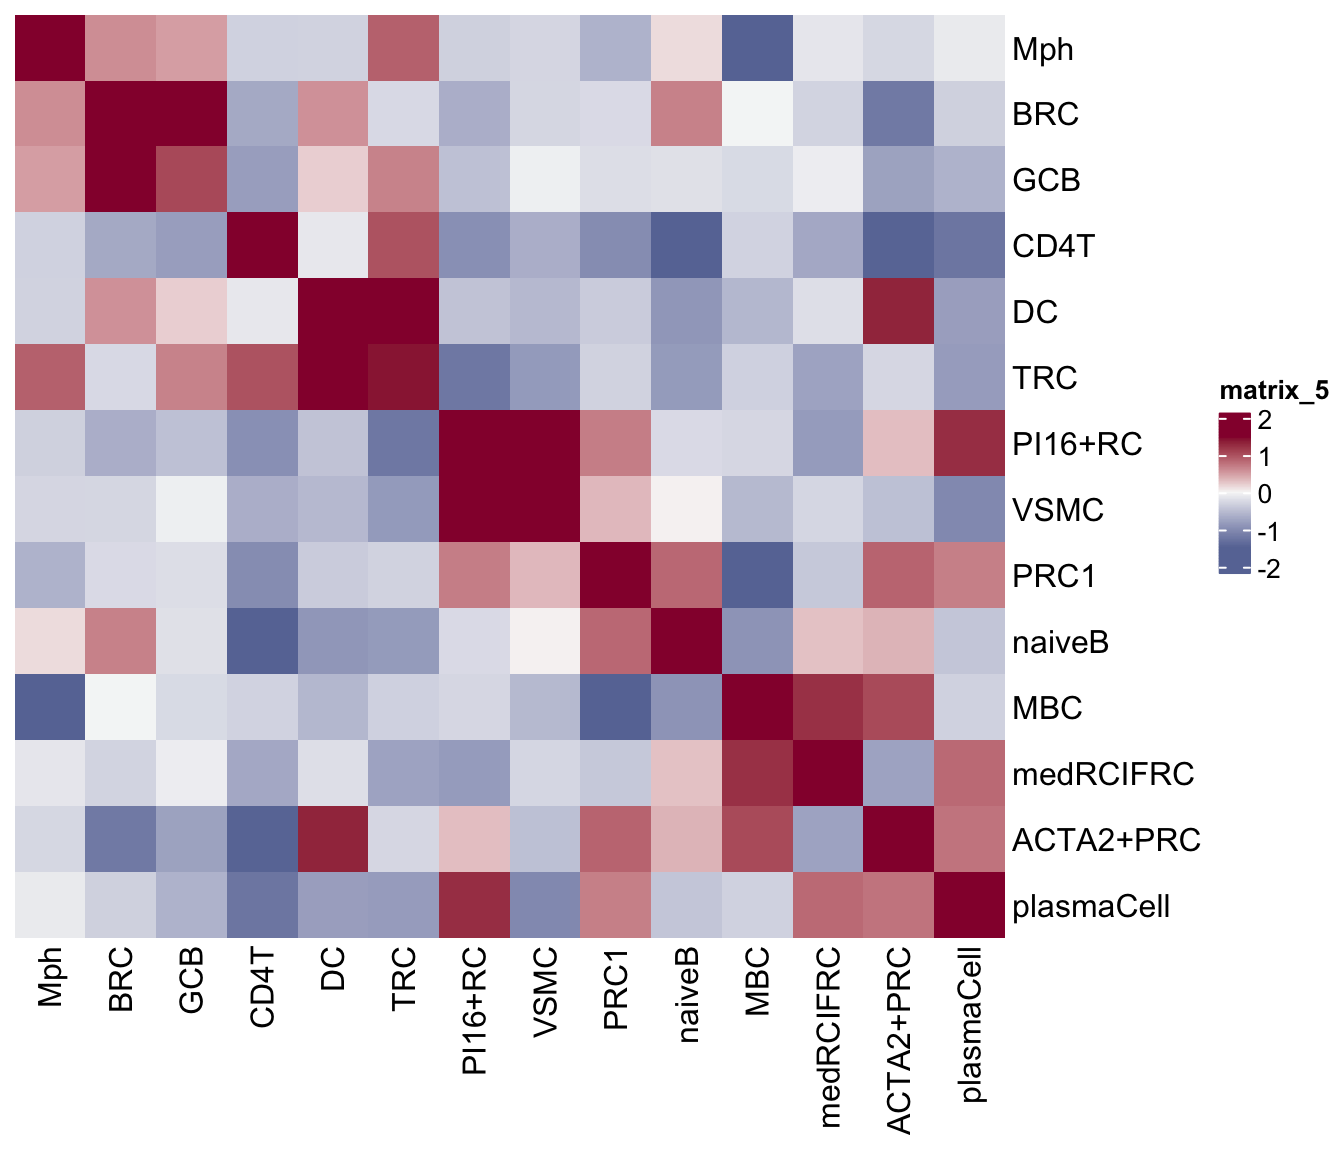 Mph
BRC
GCB
CD4T
DC
TRC
PI16+RC
VSMC
PRC1
naiveB
MBC
medRCIFRC
ACTA2+PRC
plasmaCell
matrix_5
2
1
0
-1
-2
Mph
BRC
GCB
CD4T
DC
TRC
PI16+RC
VSMC
PRC1
naiveB
MBC
medRCIFRC
ACTA2+PRC
plasmaCell